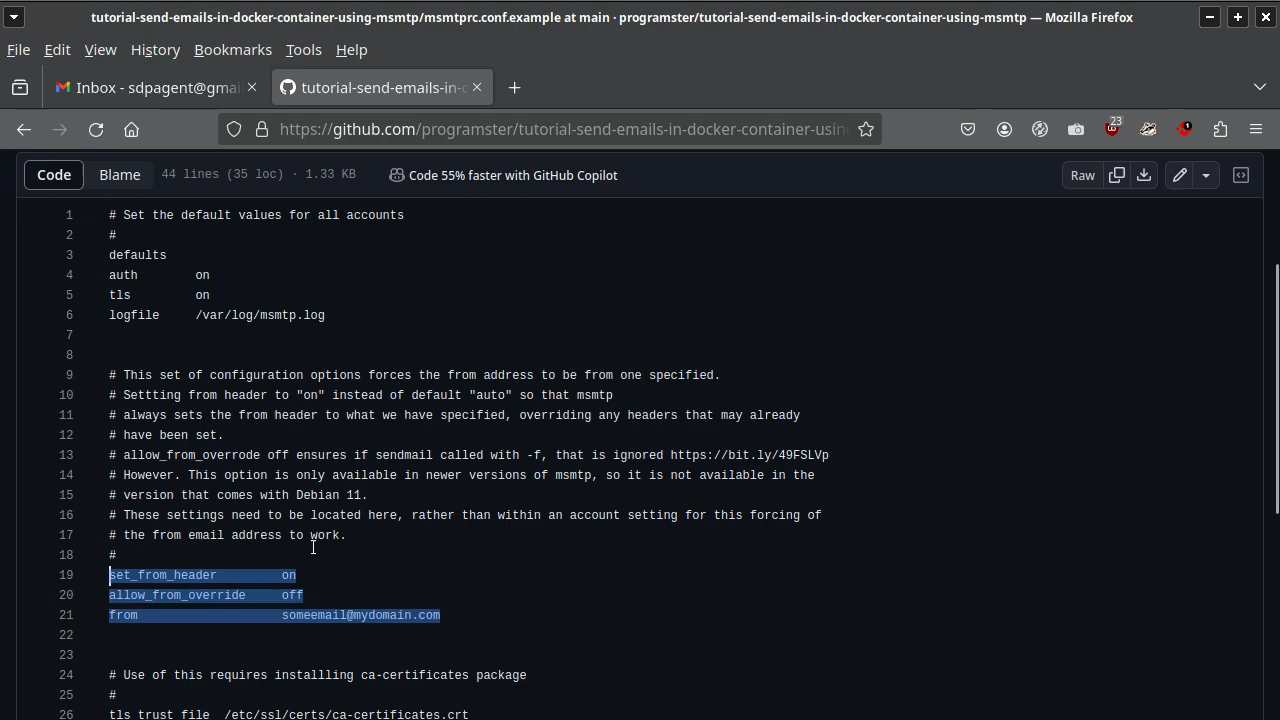 tutorial-send-emails-in-docker-container-using-msmtp/msmtprc.conf.example at main · programster/tutorial-send-emails-in-docker-container-using-msmtp — Mozilla Firefox
File Edit View History Bookmarks Tools Help
Inbox - sdpagent@gmai
tutorial-send-emails-in-d
https://github.com/programster/tutorial-send-emails-in-docker-container-usin
23
1
Code Blame 44 lines (35 loc) · 1.33 KB Code 55% faster with GitHub Copilot Raw
1 # Set the default values for all accounts
2 #
3 defaults
4 auth on
5 tls on
6 logfile /var/log/msmtp.log
7
8
9 # This set of configuration options forces the from address to be from one specified.
10 # Settting from header to "on" instead of default "auto" so that msmtp
11 # always sets the from header to what we have specified, overriding any headers that may already
12 # have been set.
13 # allow_from_overrode off ensures if sendmail called with -f, that is ignored https://bit.ly/49FSLVp
14 # However. This option is only available in newer versions of msmtp, so it is not available in the
15 # version that comes with Debian 11.
16 # These settings need to be located here, rather than within an account setting for this forcing of
17 # the from email address to work.
18 #
19 set_from_header on
20 allow_from_override off
21 from someemail@mydomain.com
22
23
24 # Use of this requires installling ca-certificates package
25 #
26 tls_trust_file /etc/ssl/certs/ca-certificates.crt